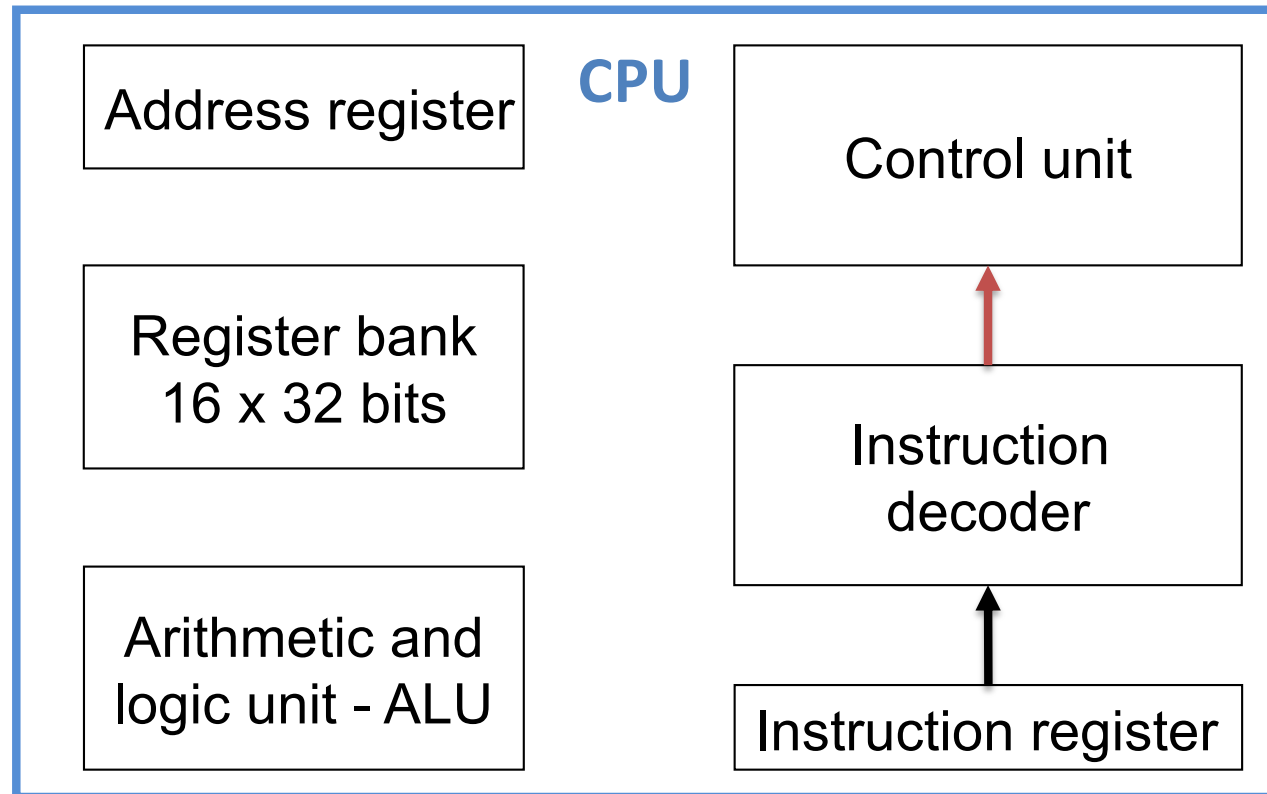 CPU
Address register
Register bank
16 x 32 bits
Arithmetic and
logic unit - ALU
Control unit
Instruction
decoder
Instruction register